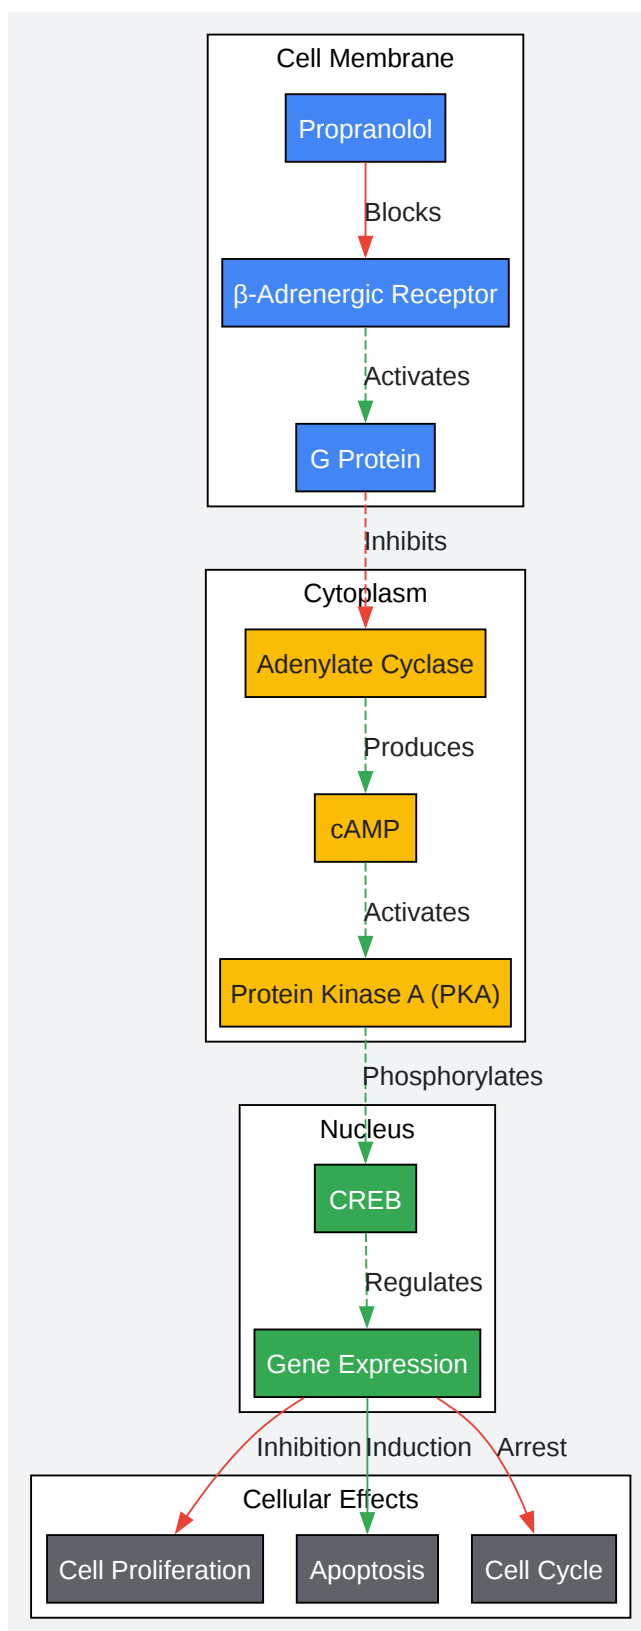 Cell Membrane
Propranolol
Blocks
β-Adrenergic Receptor
Activates
G Protein
Inhibits
Cytoplasm
Adenylate Cyclase
Produces
cAMP
Activates
Protein Kinase A (PKA)
Phosphorylates
Nucleus
CREB
Regulates
Gene Expression
Inhibition
Induction
Arrest
Cellular Effects
Cell Proliferation
Apoptosis
Cell Cycle